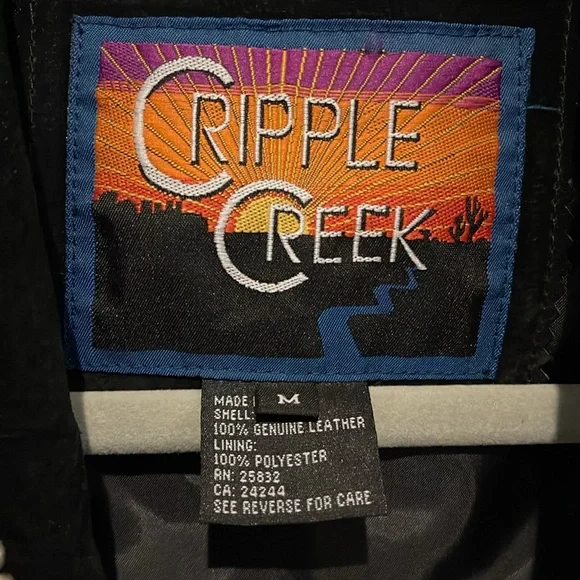 CRIPPLE
CREEK
M
MADE
SHELL:
100% GENUINE LEATHER
LINING:
100% POLYESTER
RN: 25832
CA: 24244
SEE REVERSE FOR CARE